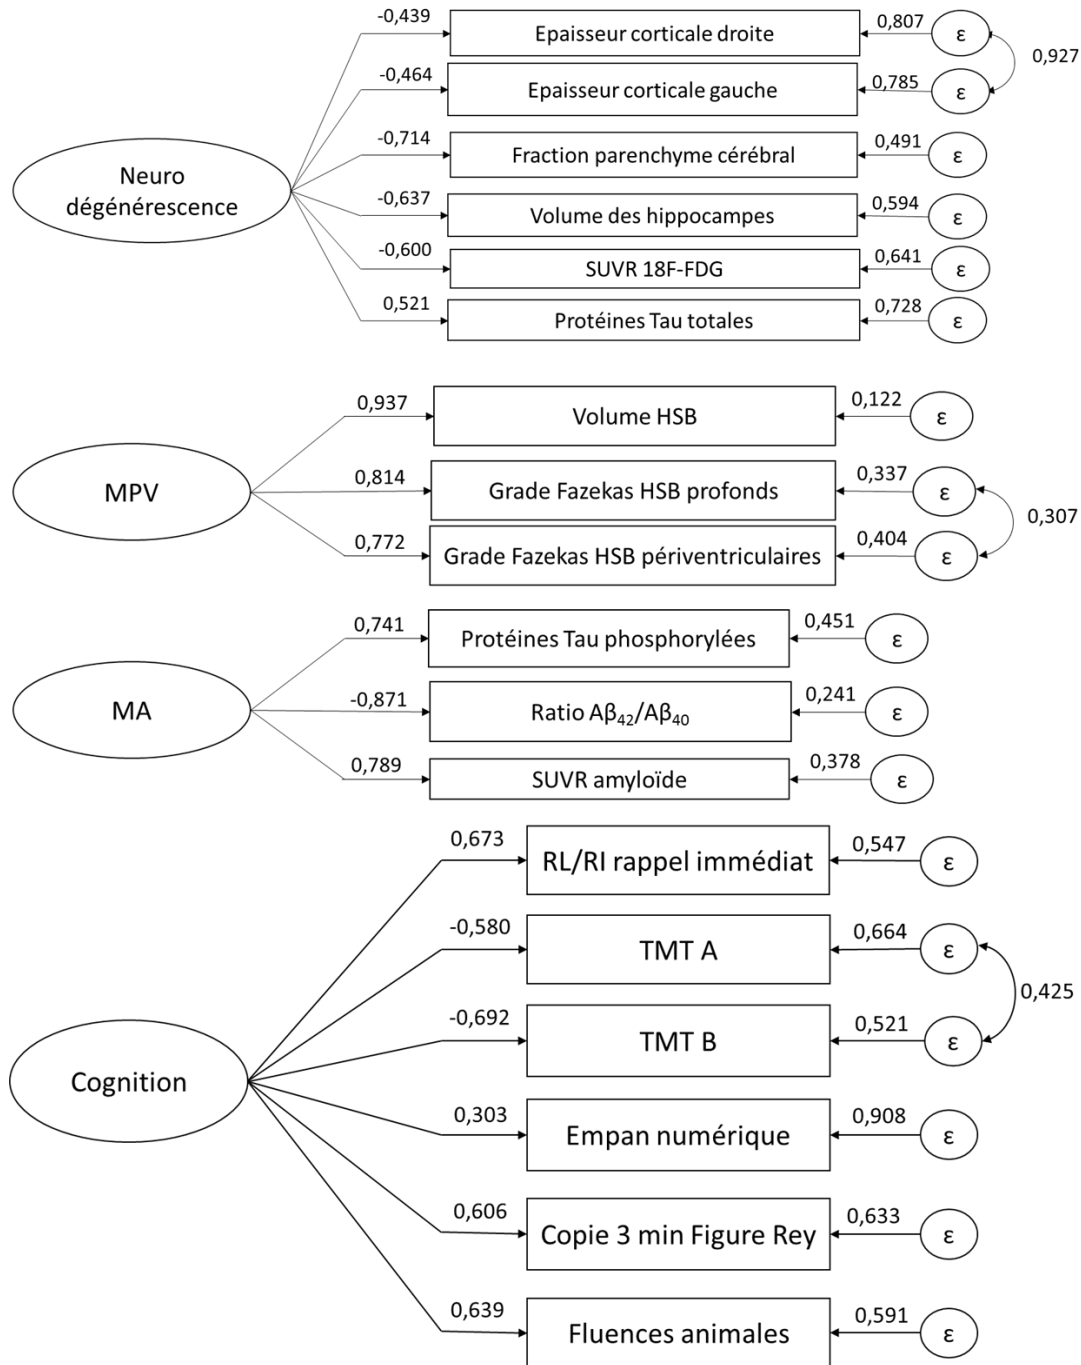 -0,439
Epaisseur corticale droite
0,807
ε
0,927
-0,464
Epaisseur corticale gauche
0,785
ε
-0,714
Fraction parenchyme cérébral
0,491
ε
Neuro
dégénérescence
-0,637
Volume des hippocampes
0,594
ε
-0,600
SUVR 18F-FDG
0,641
ε
0,521
Protéines Tau totales
0,728
ε
0,937
Volume HSB
0,122
ε
MPV
0,814
Grade Fazekas HSB profonds
0,337
ε
0,307
0,772
Grade Fazekas HSB périventriculaires
0,404
ε
0,741
Protéines Tau phosphorylées
0,451
ε
MA
-0,871
Ratio Aβ₄₂/Aβ₄₀
0,241
ε
0,789
SUVR amyloïde
0,378
ε
0,673
RL/RI rappel immédiat
0,547
ε
-0,580
TMT A
0,664
ε
0,425
-0,692
TMT B
0,521
ε
Cognition
0,303
Empan numérique
0,908
ε
0,606
Copie 3 min Figure Rey
0,633
ε
0,639
Fluences animales
0,591
ε